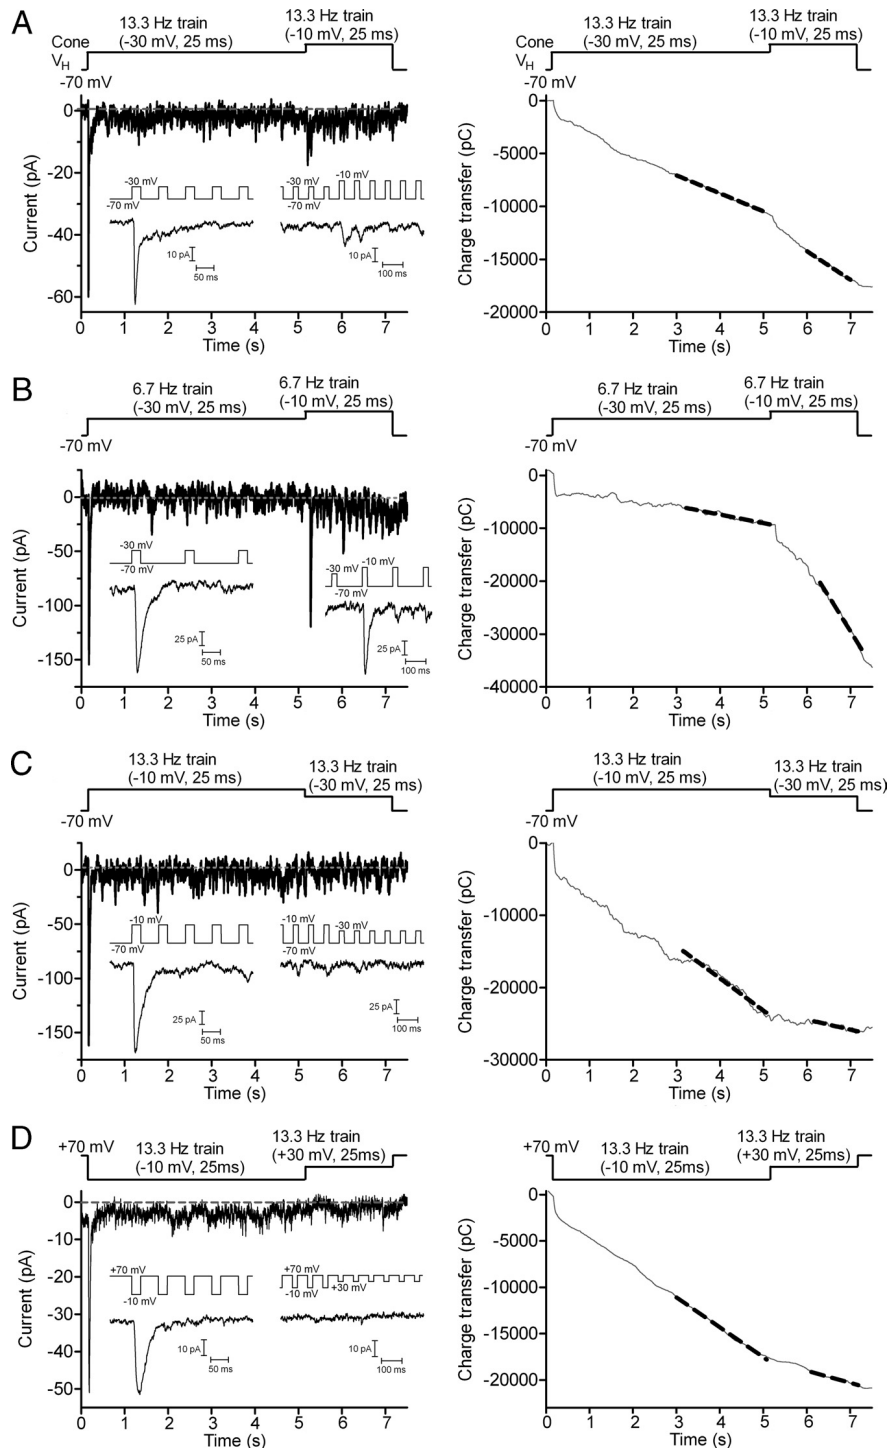 A
13.3 Hz train
(-30 mV, 25 ms)
13.3 Hz train
(-10 mV, 25 ms)
Cone
VH
-70 mV
0
-20
-40
-60
Current (pA)
-30 mV
-70 mV
10 pA
50 ms
-10 mV
-30 mV
-70 mV
10 pA
100 ms
0 1 2 3 4 5 6 7
Time (s)
13.3 Hz train
(-30 mV, 25 ms)
13.3 Hz train
(-10 mV, 25 ms)
Cone
VH
-70 mV
0
-5000
-10000
-15000
-20000
Charge transfer (pC)
0 1 2 3 4 5 6 7
Time (s)
B
6.7 Hz train
(-30 mV, 25 ms)
6.7 Hz train
(-10 mV, 25 ms)
-70 mV
0
-50
-100
-150
Current (pA)
-30 mV
-70 mV
25 pA
50 ms
-10 mV
-30 mV
-70 mV
25 pA
100 ms
0 1 2 3 4 5 6 7
Time (s)
6.7 Hz train
(-30 mV, 25 ms)
6.7 Hz train
(-10 mV, 25 ms)
-70 mV
0
-10000
-20000
-30000
-40000
Charge transfer (pC)
0 1 2 3 4 5 6 7
Time (s)
C
13.3 Hz train
(-10 mV, 25 ms)
13.3 Hz train
(-30 mV, 25 ms)
-70 mV
0
-50
-100
-150
Current (pA)
-10 mV
-70 mV
25 pA
50 ms
-10 mV
-30 mV
-70 mV
25 pA
100 ms
0 1 2 3 4 5 6 7
Time (s)
13.3 Hz train
(-10 mV, 25 ms)
13.3 Hz train
(-30 mV, 25 ms)
-70 mV
0
-10000
-20000
-30000
Charge transfer (pC)
0 1 2 3 4 5 6 7
Time (s)
D
+70 mV
13.3 Hz train
(-10 mV, 25ms)
13.3 Hz train
(+30 mV, 25ms)
0
-10
-20
-30
-40
-50
Current (pA)
+70 mV
-10 mV
10 pA
50 ms
+70 mV
-10 mV
+30 mV
10 pA
100 ms
0 1 2 3 4 5 6 7
Time (s)
+70 mV
13.3 Hz train
(-10 mV, 25ms)
13.3 Hz train
(+30 mV, 25ms)
0
-5000
-10000
-15000
-20000
Charge transfer (pC)
0 1 2 3 4 5 6 7
Time (s)